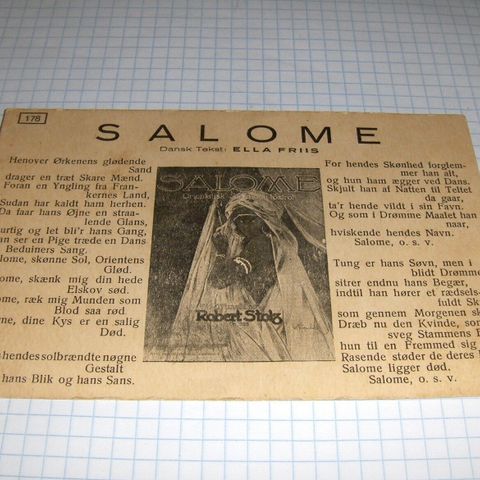 178
SALOME
Dansk Tekst: ELLA FRIIS
Henover Ørkenens glødende
Sand
drager en træt Skare Mænd.
Foran en Yngling fra Fran-
kernes Land,
Sudan har kaldt ham herhen.
Da faar hans Øjne en straa-
lende Glans,
urtig og let bli'r hans Gang,
an ser en Pige træde en Dans
Beduiners Sang.
lome, skønne Sol, Orientens
Glød.
ome, skænk mig din hede
Elskov sød.
ome, ræk mig Munden som
Blod saa rød
me, dine Kys er en salig
Død.
hendes solbrændte nøgne
Gestalt
hans Blik og hans Sans.
SALOME
Robert Stolz
For hendes Skønhed forglem-
mer han alt,
og hun ham ægger ved Dans.
Skjult han af Natten til Teltet
da gaar,
ta'r hende vildt i sin Favn.
Og som i Drømme Maalet han
naar,
hviskende hendes Navn.
Salome, o. s. v.
Tung er hans Søvn, men i
blidt Drømme
sitrer endnu hans Begær,
indtil han hører et rædsels-
fuldt Sk
som gennem Morgenen sk
Dræb nu den Kvinde, som
sveg Stammens
hun til en Fremmed sig
Rasende støder de deres
Salome ligger død.
Salome, o. s. v.